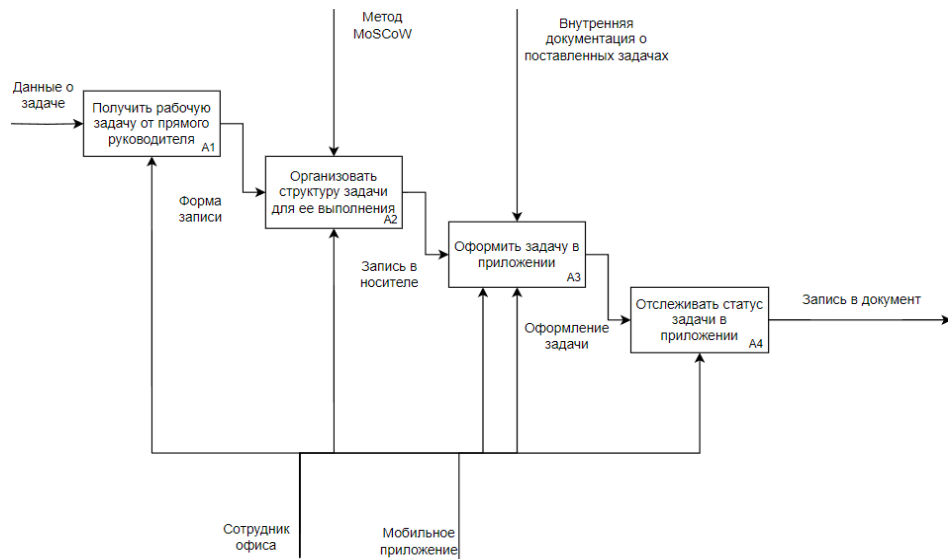 Метод
MoSCoW
Внутренняя
документация о
поставленных задачах
Данные о
задаче
Получить рабочую
задачу от прямого
руководителя
A1
Организовать
структуру задачи
для ее выполнения
A2
Форма
записи
Оформить задачу в
приложении
A3
Запись в
носителе
Отслеживать статус
задачи в
приложении
A4
Запись в документ
Оформление
задачи
Сотрудник
офиса
Мобильное
приложение